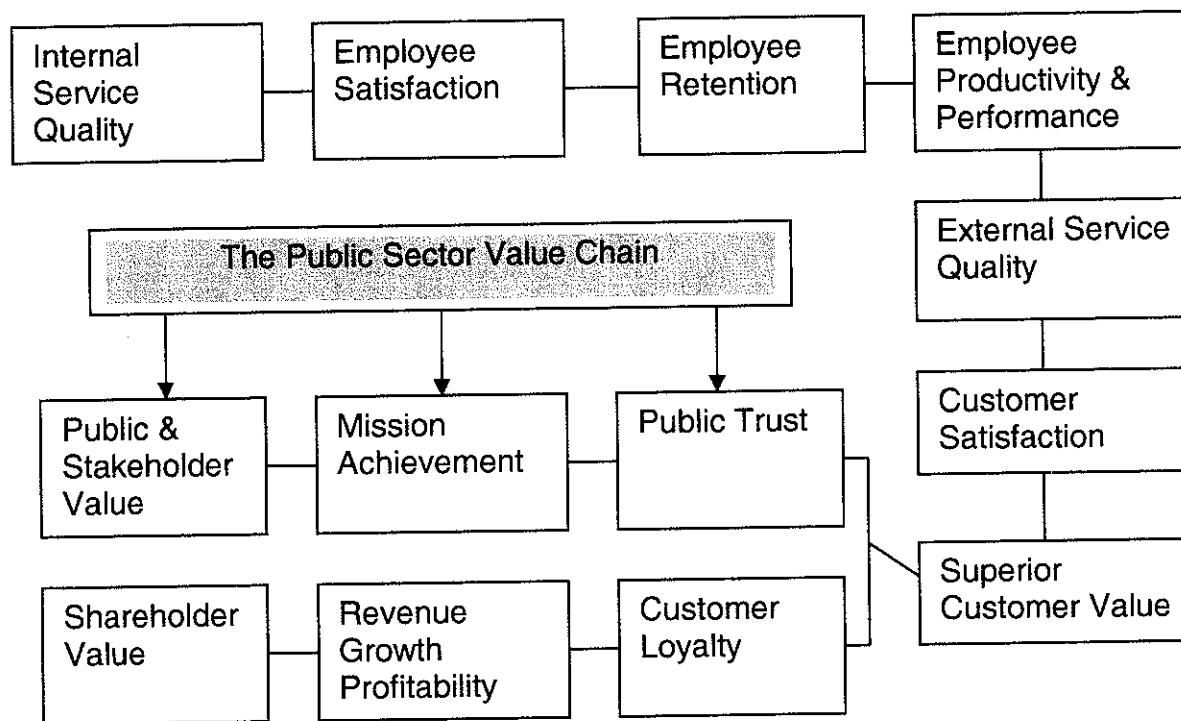 Internal
Service
Quality
Employee
Satisfaction
Employee
Retention
Employee
Productivity &
Performance
External Service
Quality
The Public Sector Value Chain
Customer
Satisfaction
Public &
Stakeholder
Value
Mission
Achievement
Public Trust
Superior
Customer Value
Shareholder
Value
Revenue
Growth
Profitability
Customer
Loyalty